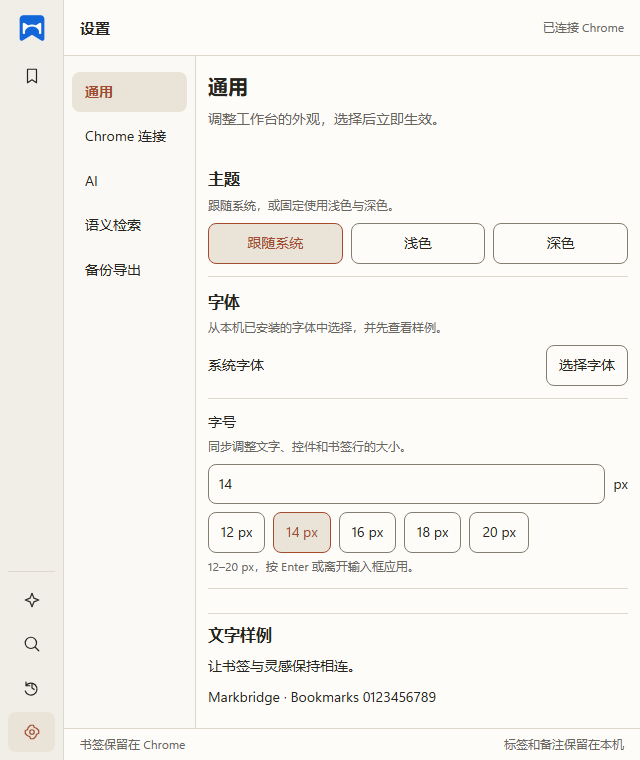 设置
已连接 Chrome
通用
Chrome 连接
AI
语义检索
备份导出
通用
调整工作台的外观，选择后立即生效。
主题
跟随系统，或固定使用浅色与深色。
跟随系统
浅色
深色
字体
从本机已安装的字体中选择，并先查看样例。
系统字体
选择字体
字号
同步调整文字、控件和书签行的大小。
14
px
12 px
14 px
16 px
18 px
20 px
12–20 px，按 Enter 或离开输入框应用。
文字样例
让书签与灵感保持相连。
Markbridge · Bookmarks 0123456789
书签保留在 Chrome
标签和备注保留在本机